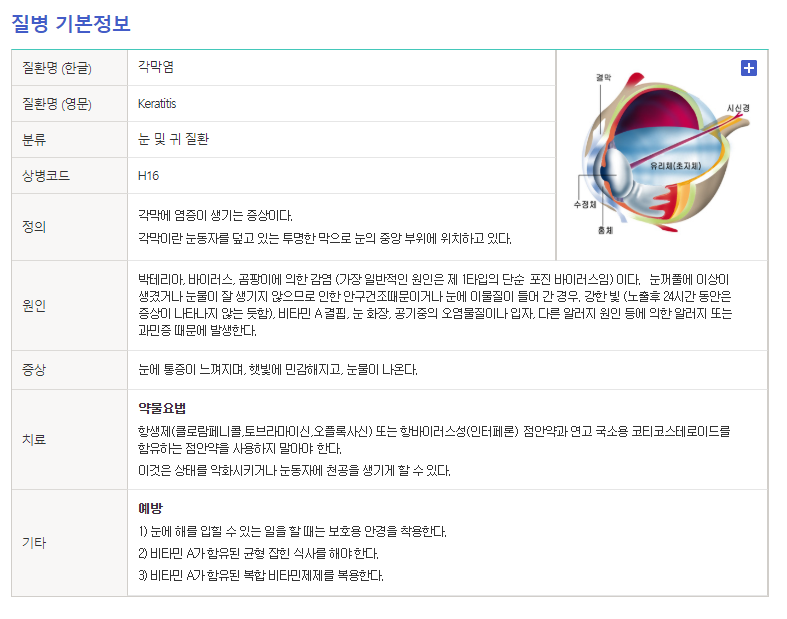 질병 기본정보
질환명 (한글)
각막염
질환명 (영문)
Keratitis
분류
눈 및 귀 질환
상병코드
H16
정의
각막에 염증이 생기는 증상이다.
각막이란 눈동자를 덮고 있는 투명한 막으로 눈의 중앙 부위에 위치하고 있다.
결막
시신경
유리체(초자체)
수정체
홍체
원인
박테리아, 바이러스, 곰팡이에 의한 감염 (가장 일반적인 원인은 제 1타입의 단순 포진 바이러스임) 이다. 눈꺼풀에 이상이
생겼거나 눈물이 잘 생기지 않으므로 인한 안구건조때문이거나 눈에 이물질이 들어 간 경우, 강한 빛 (노출후 24시간 동안은
증상이 나타나지 않는 듯함), 비타민 A 결핍, 눈 화장, 공기중의 오염물질이나 입자, 다른 알러지 원인 등에 의한 알러지 또는
과민증 때문에 발생한다.
증상
눈에 통증이 느껴지며, 햇빛에 민감해지고, 눈물이 나온다.
치료
약물요법
항생제(클로람페니콜,토브라마이신,오플록사신) 또는 항바이러스성(인터페론) 점안약과 연고 국소용 코티코스테로이드를
함유하는 점안약을 사용하지 말아야 한다.
이것은 상태를 악화시키거나 눈동자에 천공을 생기게 할 수 있다.
기타
예방
1) 눈에 해를 입힐 수 있는 일을 할 때는 보호용 안경을 착용한다.
2) 비타민 A가 함유된 균형 잡힌 식사를 해야 한다.
3) 비타민 A가 함유된 복합 비타민제제를 복용한다.